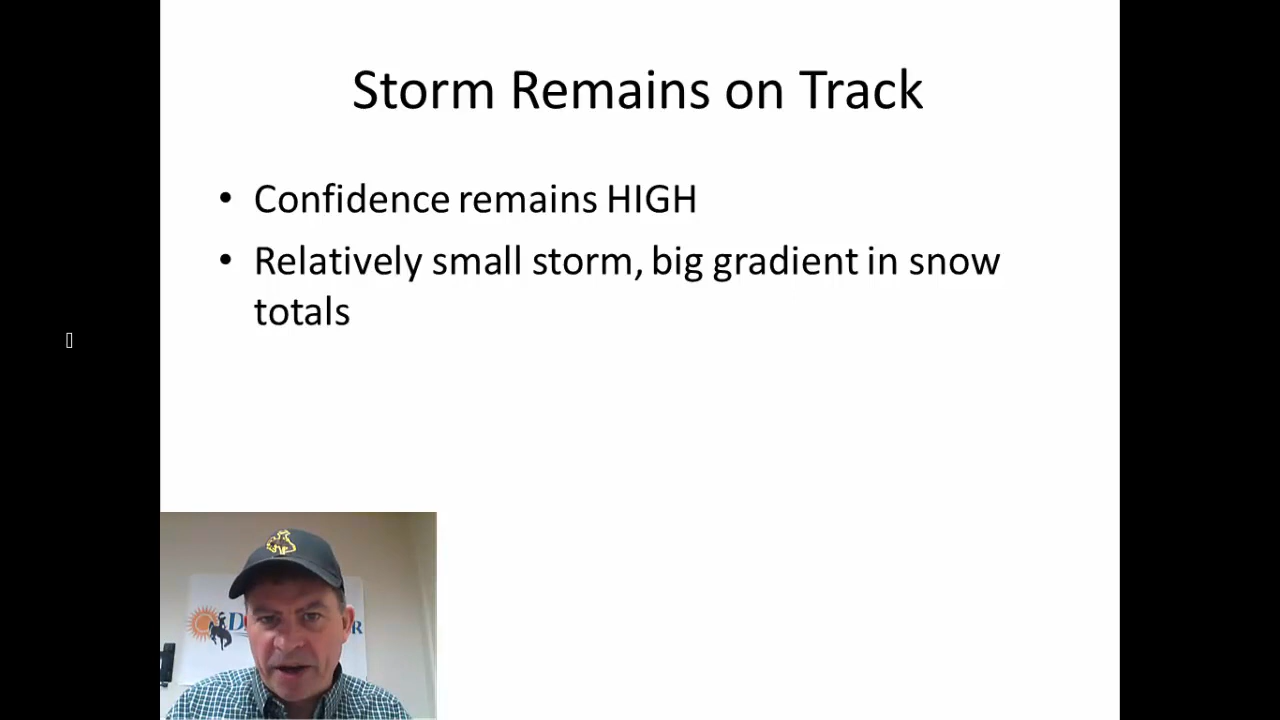 Storm Remains on Track
• Confidence remains HIGH
• Relatively small storm, big gradient in snow
totals